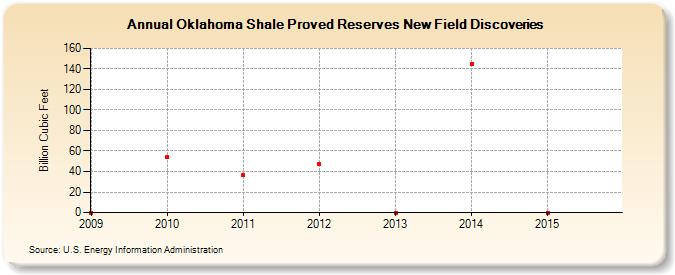 Annual Oklahoma Shale Proved Reserves New Field Discoveries
Billion Cubic Feet
160
140
120
100
80
60
40
20
0
2009 2010 2011 2012 2013 2014 2015
Source: U.S. Energy Information Administration